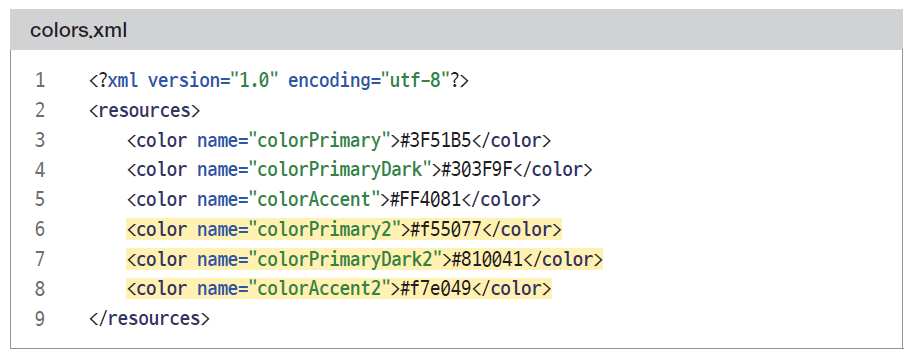 colors.xml
1 <?xml version="1.0" encoding="utf-8"?>
2 <resources>
3 <color name="colorPrimary">#3F51B5</color>
4 <color name="colorPrimaryDark">#303F9F</color>
5 <color name="colorAccent">#FF4081</color>
6 <color name="colorPrimary2">#f55077</color>
7 <color name="colorPrimaryDark2">#810041</color>
8 <color name="colorAccent2">#f7e049</color>
9 </resources>